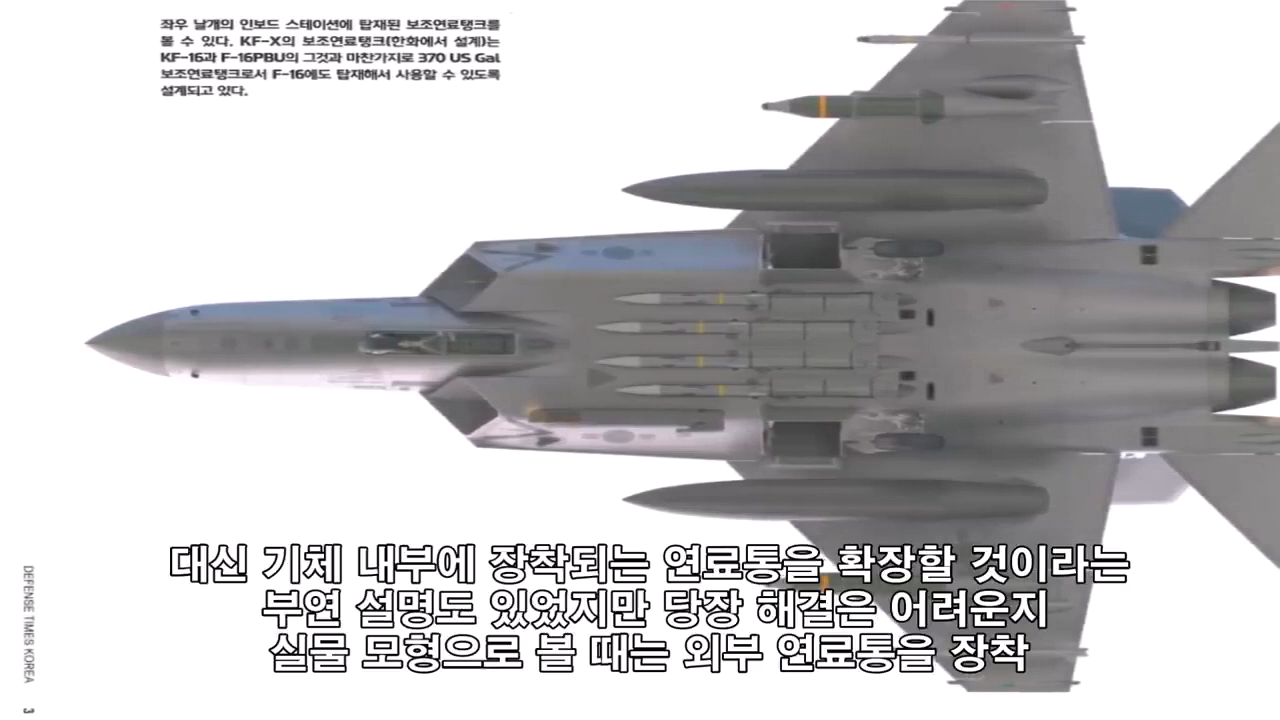 좌우 날개의 인보드 스테이션에 탑재된 보조연료탱크를
볼 수 있다. KF-X의 보조연료탱크(한화에서 설계)는
KF-16과 F-16PBU의 그것과 마찬가지로 370 US Gal
보조연료탱크로서 F-16에도 탑재해서 사용할 수 있도록
설계되고 있다.
대신 기체 내부에 장착되는 연료통을 확장할 것이라는
부연 설명도 있었지만 당장 해결은 어려운지
실물 모형으로 볼 때는 외부 연료통을 장착
DEFENSE TIMES KOREA